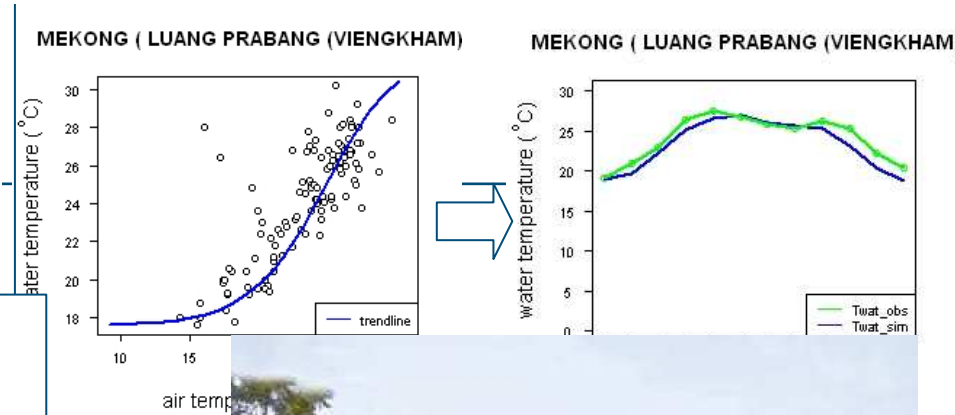 MEKONG ( LUANG PRABANG (VIENGKHAM)
water temperature ( °C)
30
28
26
24
22
20
18
10
15
air temp
trendline
MEKONG ( LUANG PRABANG (VIENGKHAM
water temperature ( °C)
30
25
20
15
10
5
0
Twat_obs
Twat_sim